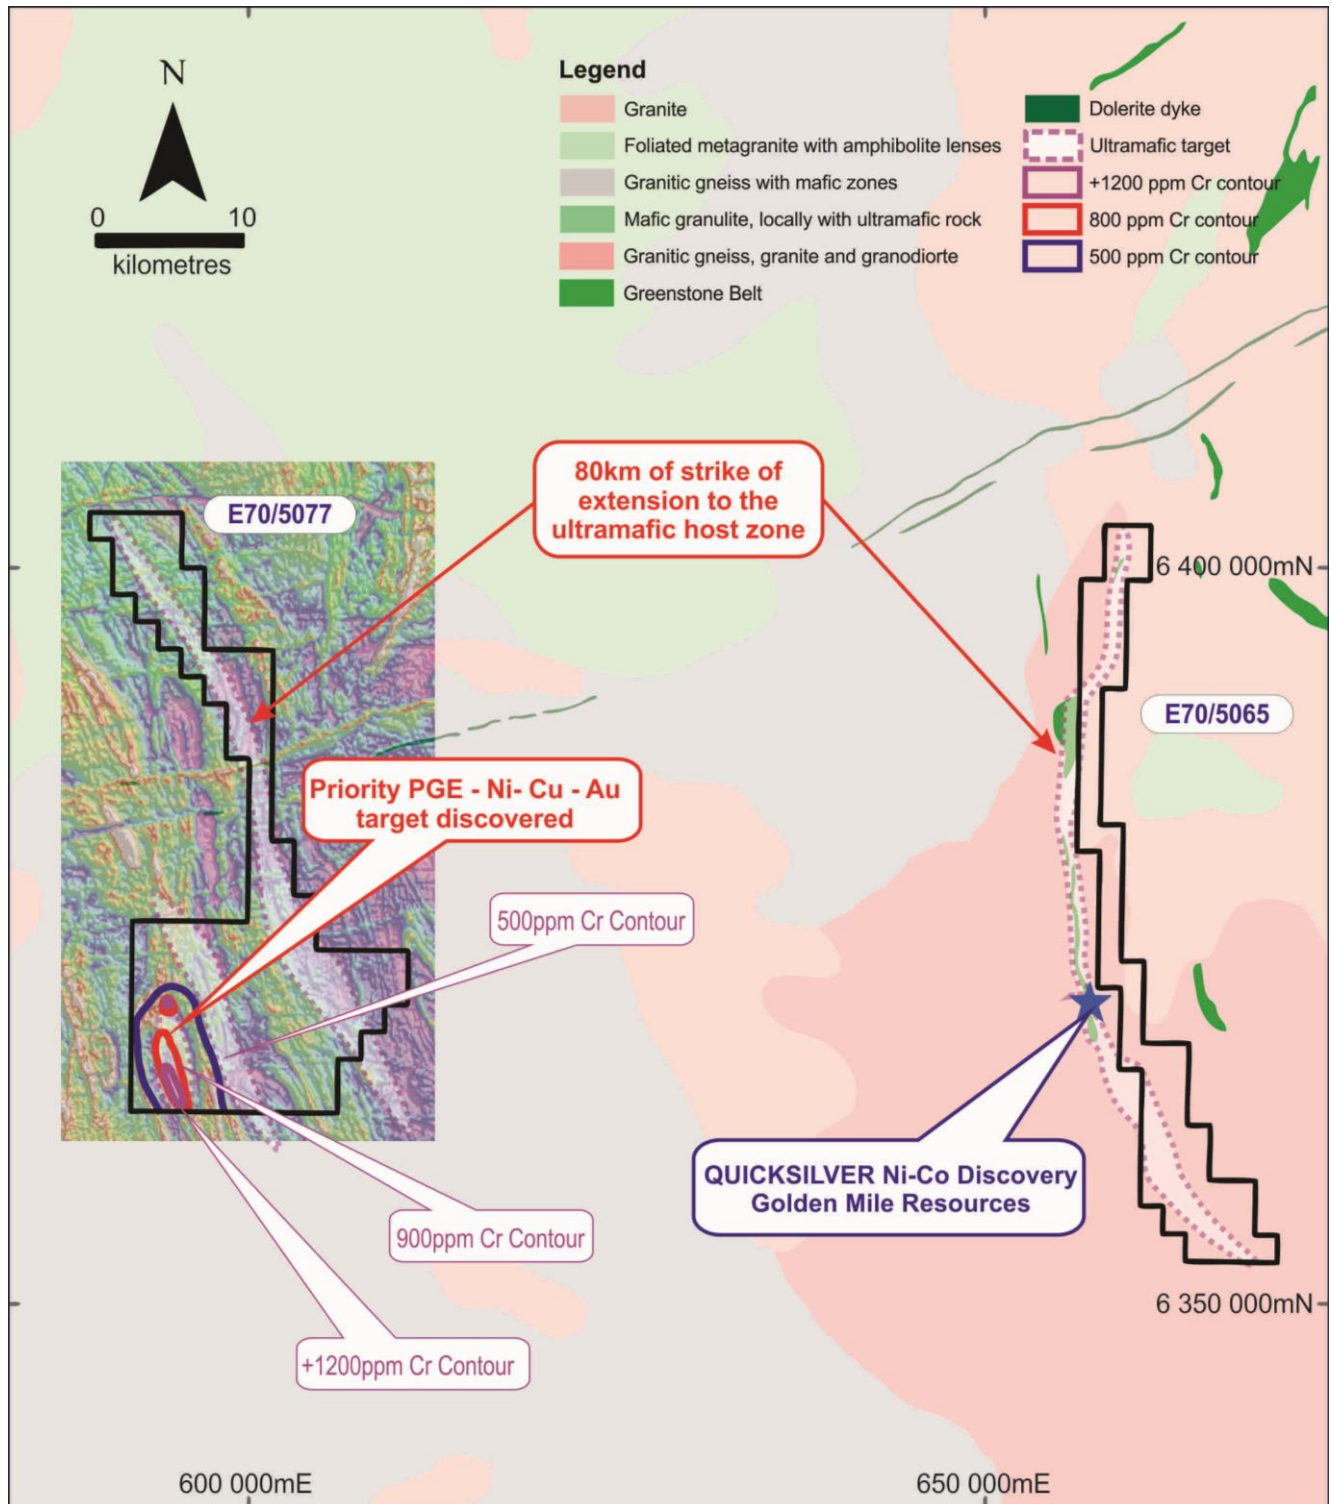 N
0 10
kilometres
Legend
Granite
Foliated metagranite with amphibolite lenses
Granitic gneiss with mafic zones
Mafic granulite, locally with ultramafic rock
Granitic gneiss, granite and granodiorte
Greenstone Belt
Dolerite dyke
Ultramafic target
+1200 ppm Cr contour
800 ppm Cr contour
500 ppm Cr contour
E70/5077
80km of strike of
extension to the
ultramafic host zone
6 400 000mN
E70/5065
Priority PGE - Ni- Cu - Au
target discovered
500ppm Cr Contour
QUICKSILVER Ni-Co Discovery
Golden Mile Resources
900ppm Cr Contour
6 350 000mN
+1200ppm Cr Contour
600 000mE
650 000mE